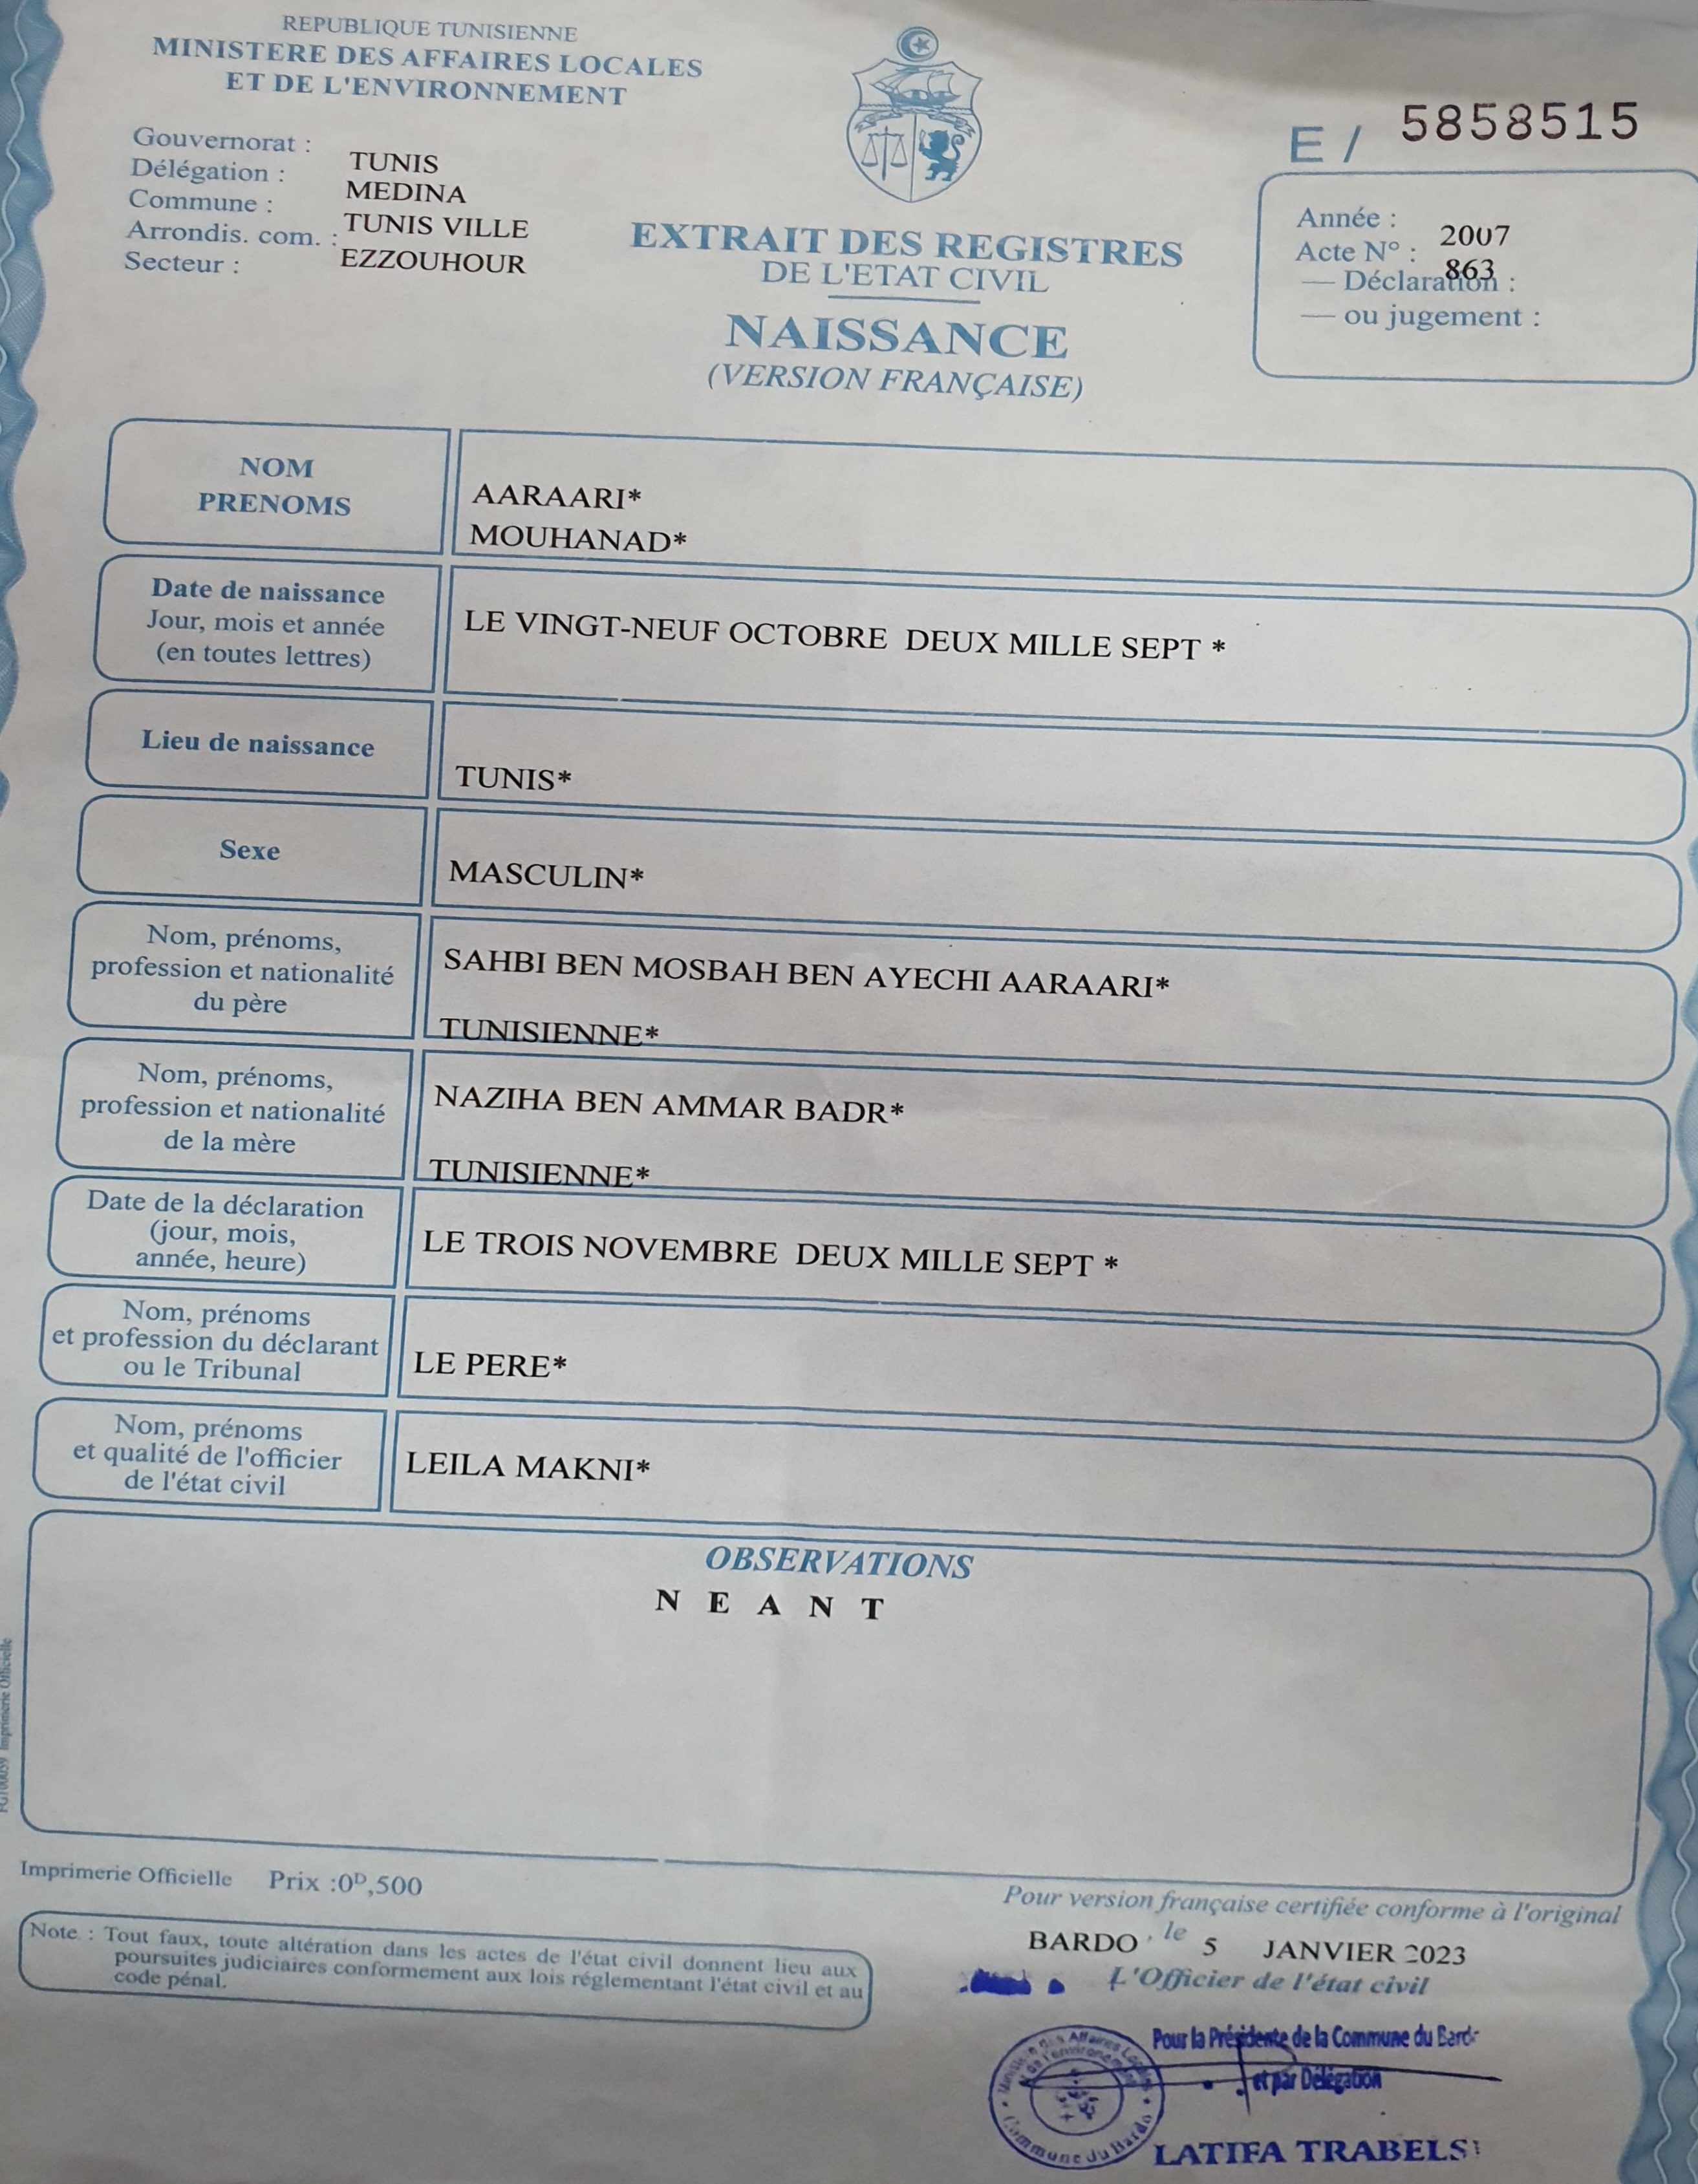 REPUBLIQUE TUNISIENNE
MINISTERE DES AFFAIRES LOCALES
ET DE L'ENVIRONNEMENT
Gouvernorat : TUNIS
Délégation : MEDINA
Commune : TUNIS VILLE
Arrondis. com. : EZZOUHOUR
Secteur :
EXTRAIT DES REGISTRES
DE L'ETAT CIVIL
NAISSANCE
(VERSION FRANÇAISE)
E / 5858515
Année : 2007
Acte N° : 863
— Déclaration :
— ou jugement :
NOM
PRENOMS
AARAARI*
MOUHANAD*
Date de naissance
Jour, mois et année
(en toutes lettres)
LE VINGT-NEUF OCTOBRE DEUX MILLE SEPT *
Lieu de naissance
TUNIS*
Sexe
MASCULIN*
Nom, prénoms,
profession et nationalité
du père
SAHBI BEN MOSBAH BEN AYECHI AARAARI*
TUNISIENNE*
Nom, prénoms,
profession et nationalité
de la mère
NAZIHA BEN AMMAR BADR*
TUNISIENNE*
Date de la déclaration
(jour, mois,
année, heure)
LE TROIS NOVEMBRE DEUX MILLE SEPT *
Nom, prénoms
et profession du déclarant
ou le Tribunal
LE PERE*
Nom, prénoms
et qualité de l'officier
de l'état civil
LEILA MAKNI*
OBSERVATIONS
N E A N T
Imprimerie Officielle Prix :0ᴰ,500
Note : Tout faux, toute altération dans les actes de l'état civil donnent lieu aux
poursuites judiciaires conformement aux lois réglementant l'état civil et au
code pénal.
Pour version française certifiée conforme à l'original
BARDO, le 5 JANVIER 2023
L'Officier de l'état civil
Pour la Présidente de la Commune du Bard
et par Délégation
Commune du Bardo
LATIFA TRABELSI
Imprimerie Officielle